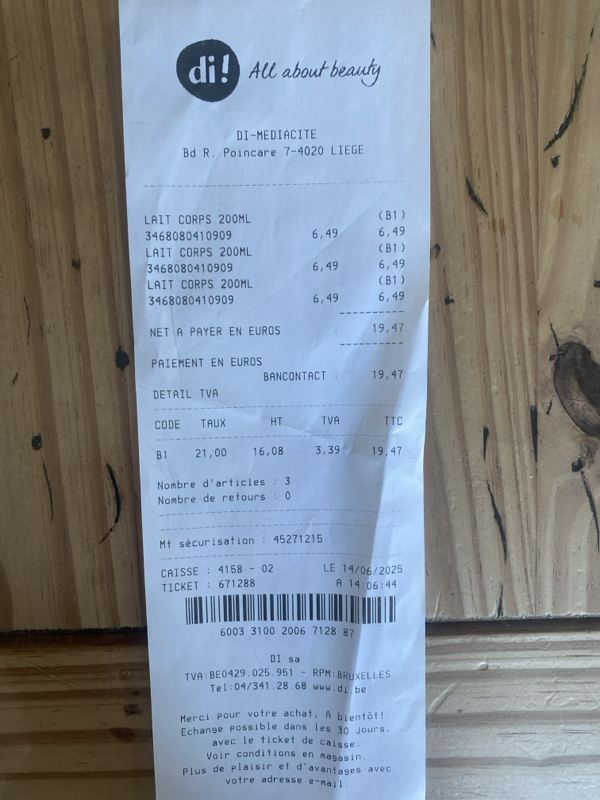 di! All about beauty
DI-MEDIACITE
Bd R. Poincare 7-4020 LIEGE
LAIT CORPS 200ML (B1)
3468080410909 6,49 6,49
LAIT CORPS 200ML (B1)
3468080410909 6,49 6,49
LAIT CORPS 200ML (B1)
3468080410909 6,49 6,49
NET A PAYER EN EUROS : 19,47
PAIEMENT EN EUROS
BANCONTACT : 19,47
DETAIL TVA
CODE TAUX HT TVA TTC
B1 21,00 16,08 3,39 19,47
Nombre d'articles : 3
Nombre de retours : 0
Mt sécurisation : 45271215
CAISSE : 4158 - 02 LE 14/06/2025
TICKET : 671288 A 14:06:44
6003 3100 2006 7128 87
DI sa
TVA:BE0429.025.951 - RPM:BRUXELLES
Tel:04/341.28.68 www.di.be
Merci pour votre achat, A bientôt!
Echange possible dans les 30 jours,
avec le ticket de caisse.
Voir conditions en magasin.
Plus de plaisir et d'avantages avec
votre adresse e-mail.